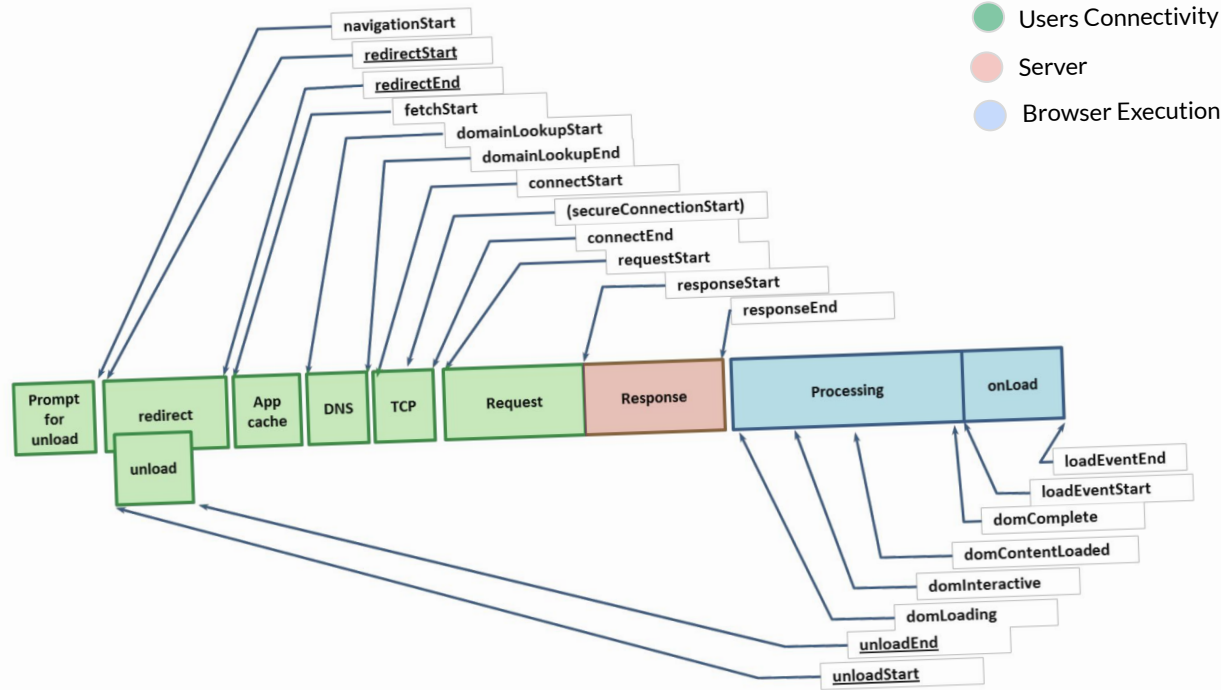 navigationStart
redirectStart
redirectEnd
fetchStart
domainLookupStart
domainLookupEnd
connectStart
(secureConnectionStart)
connectEnd
requestStart
responseStart
responseEnd
Users Connectivity
Server
Browser Execution
Prompt
for
unload
redirect
unload
App
cache
DNS
TCP
Request
Response
Processing
onLoad
loadEventEnd
loadEventStart
domComplete
domContentLoaded
domInteractive
domLoading
unloadEnd
unloadStart